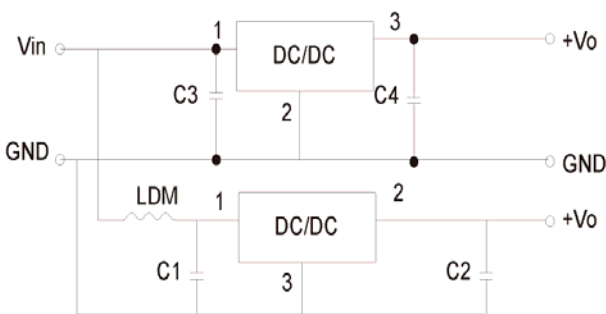 1 3
Vin DC/DC +Vo
C3 C4
2
GND GND
LDM 1 2
+Vo
DC/DC
C1 C2
3